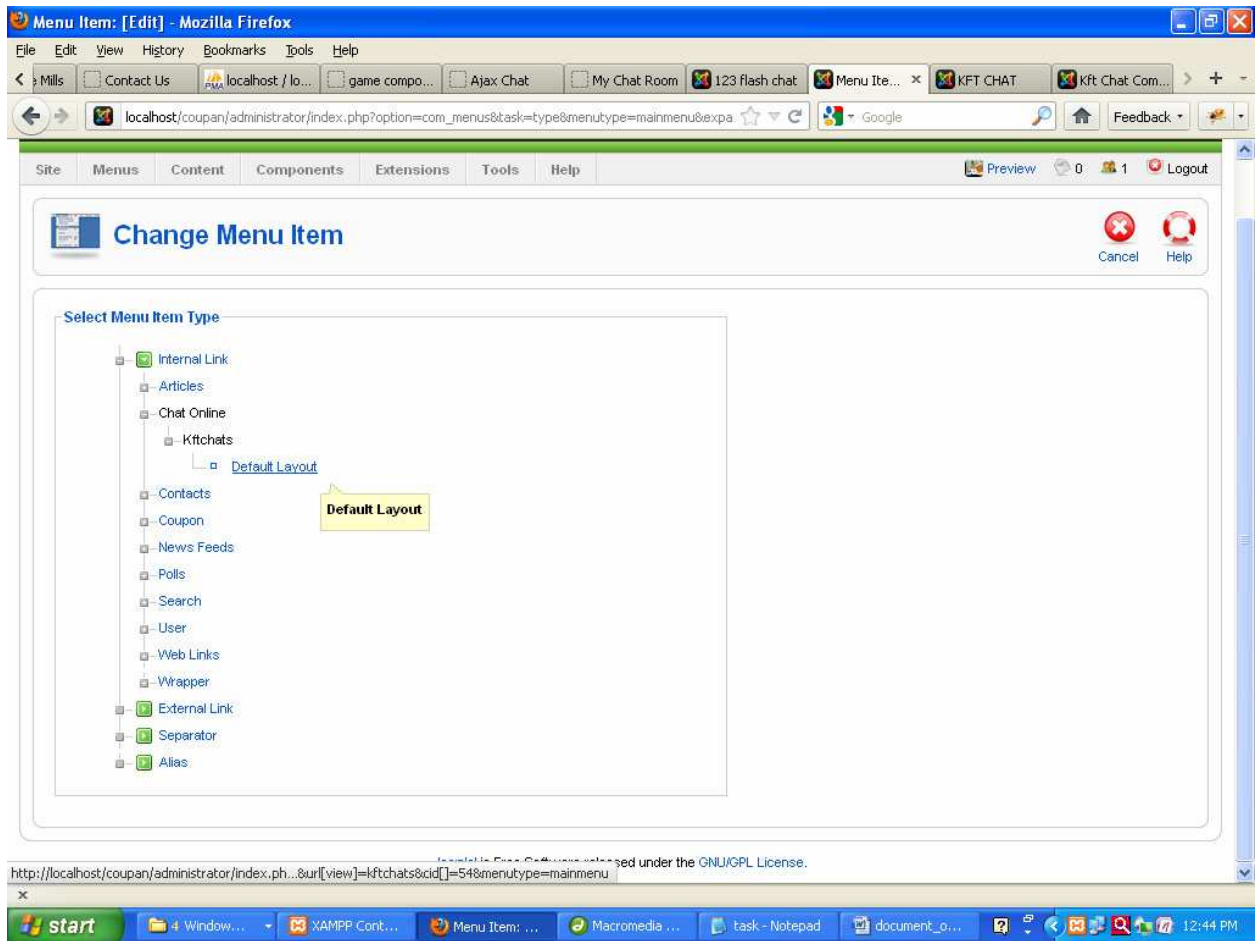 Menu Item: [Edit] - Mozilla Firefox
File Edit View History Bookmarks Tools Help
Mills Contact Us localhost / lo... game compo... Ajax Chat My Chat Room 123 flash chat Menu Ite... × KFT CHAT Kft Chat Com...
localhost/coupan/administrator/index.php?option=com_menus&task=type&menutype=mainmenu&expa Google Feedback
Site Menus Content Components Extensions Tools Help Preview 0 1 Logout
Change Menu Item
Cancel Help
Select Menu Item Type
Internal Link
Articles
Chat Online
Kftchats
Default Layout
Default Layout
Contacts
Coupon
News Feeds
Polls
Search
User
Web Links
Wrapper
External Link
Separator
Alias
under the GNU/GPL License.
http://localhost/coupan/administrator/index.ph...&url[view]=kftchats&cid[]=54&menutype=mainmenu
×
start 4 Window... XAMPP Cont... Menu Item: ... Macromedia ... task - Notepad document_o... 12:44 PM